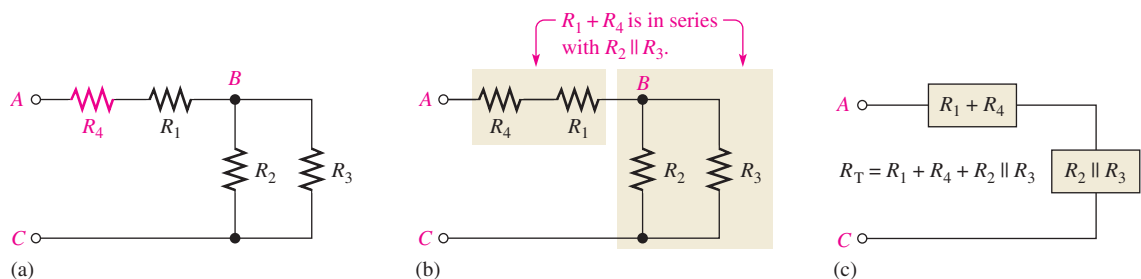 A
R4
R1
B
R2
R3
C
(a)
R1 + R4 is in series
with R2 || R3.
A
R4
R1
B
R2
R3
C
(b)
A
R1 + R4
RT = R1 + R4 + R2 || R3
R2 || R3
C
(c)